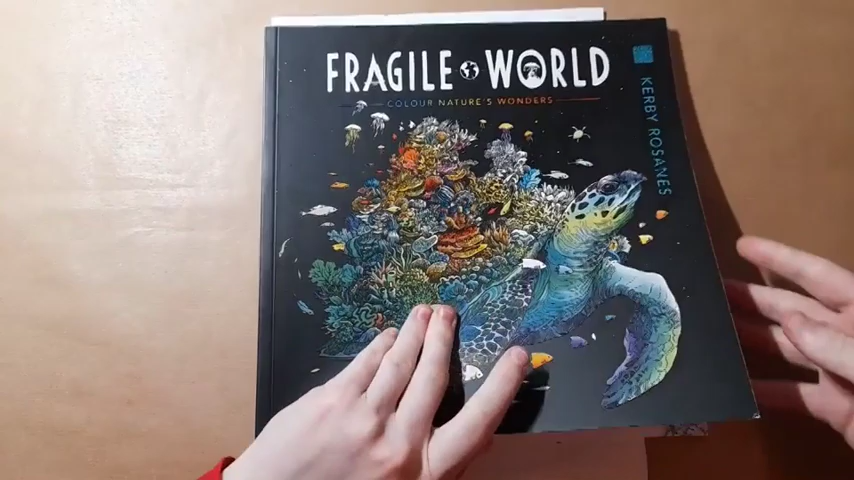 FRAGILE WORLD
COLOUR NATURE'S WONDERS
KERBY ROSANES